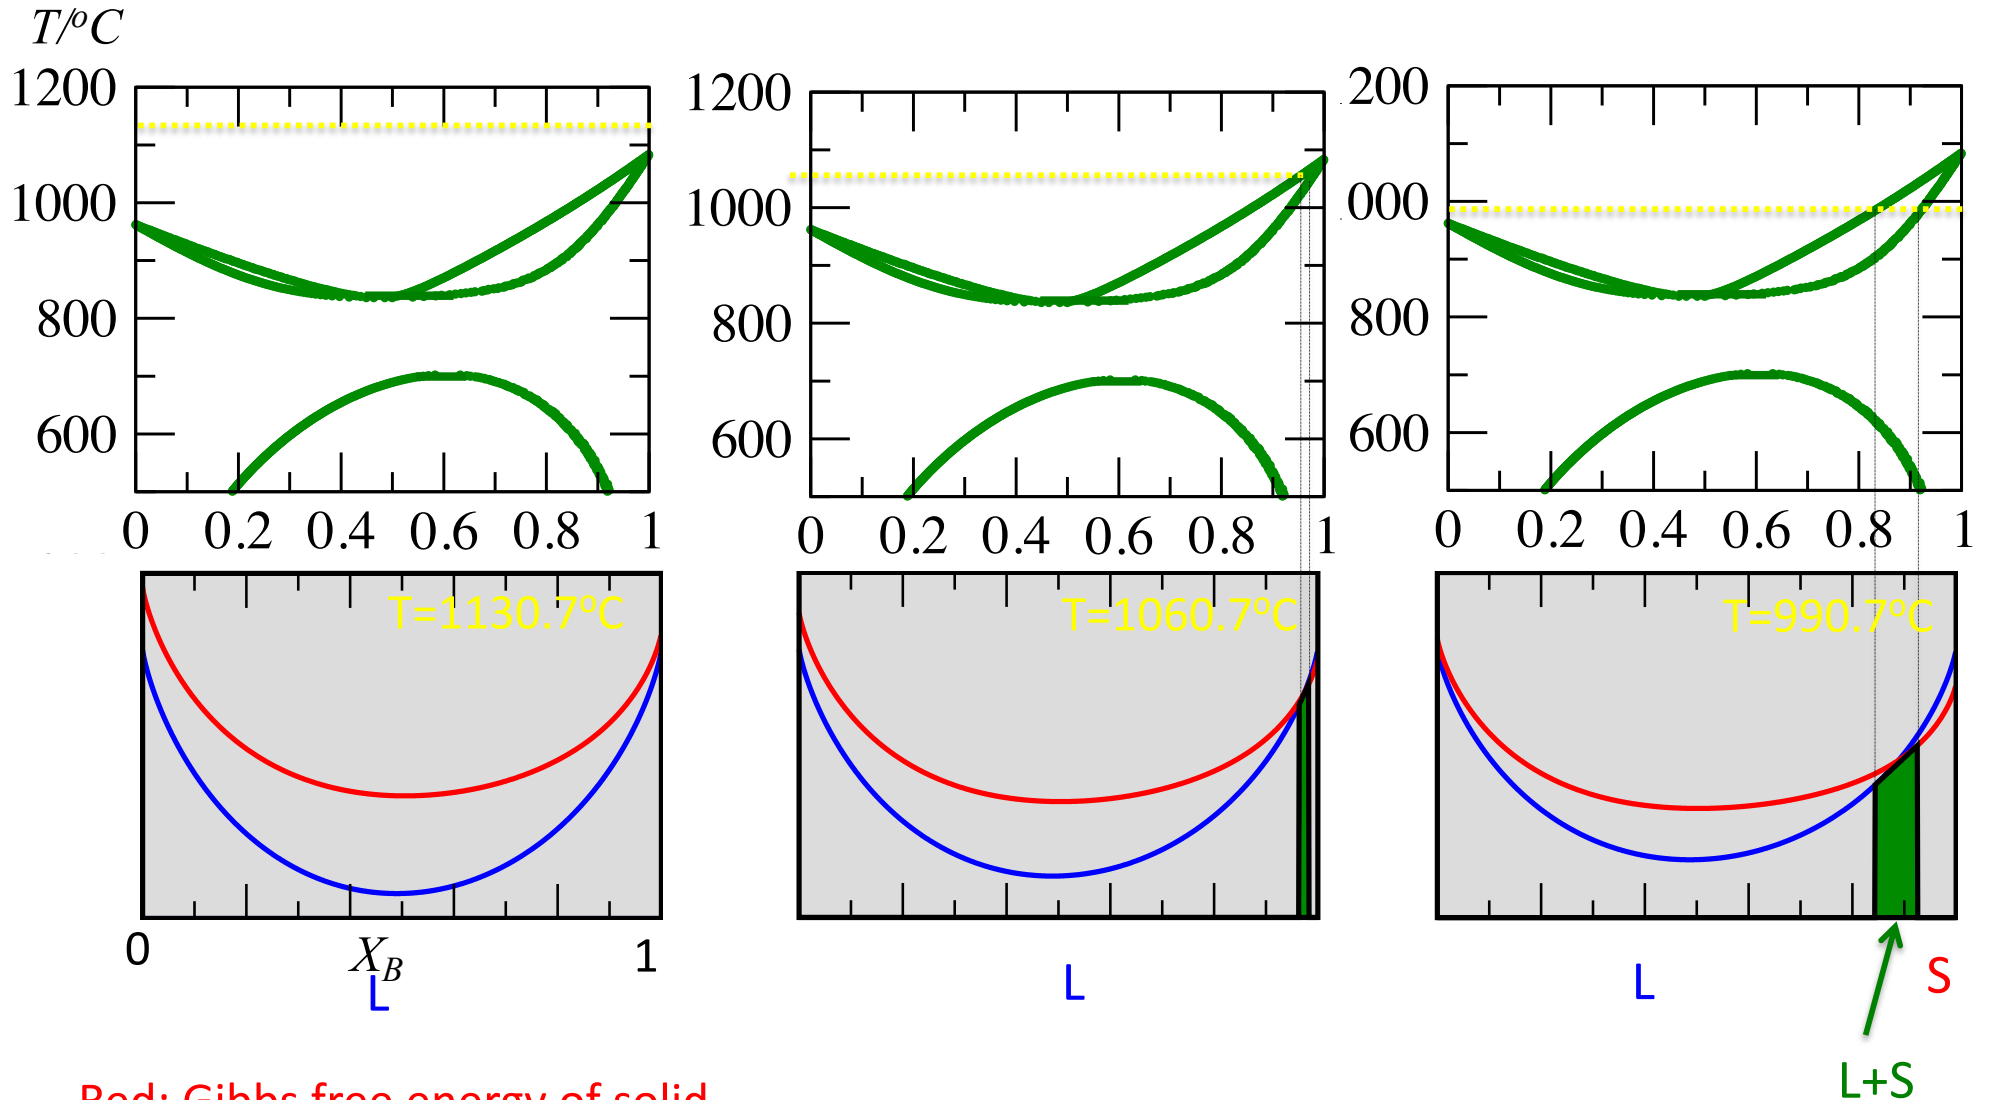 T/°C
1200
1000
800
600
0 0.2 0.4 0.6 0.8 1
1200
1000
800
600
0 0.2 0.4 0.6 0.8 1
200
000
800
600
0 0.2 0.4 0.6 0.8 1
T=1130.7°C
T=1060.7°C
T=990.7°C
0 X_B 1
L
L
L
S
L+S
Red: Gibbs free energy of solid